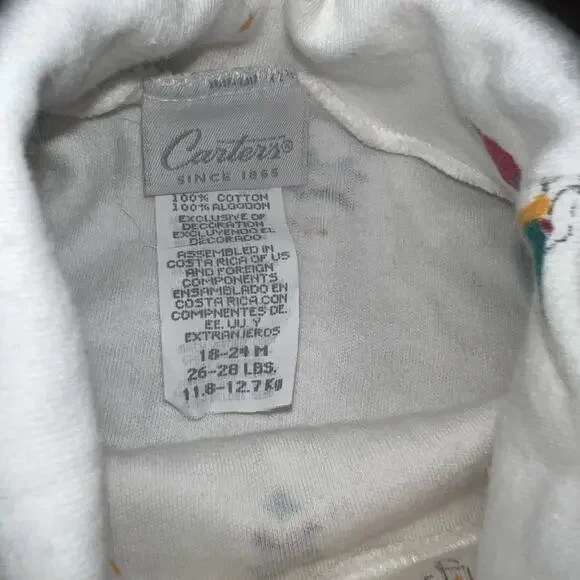 Carter's®
SINCE 1865
100% COTTON
100% ALGODON
EXCLUSIVE OF
DECORATION
EXCLUYENDO EL
DECORADO
ASSEMBLED IN
COSTA RICA OF US
AND FOREIGN
COMPONENTS
ENSAMBLADO EN
COSTA RICA CON
COMPNENTES DE.
EE. UU. Y
EXTRANJEROS
18-24 M
26-28 LBS.
11.8-12.7 Kg